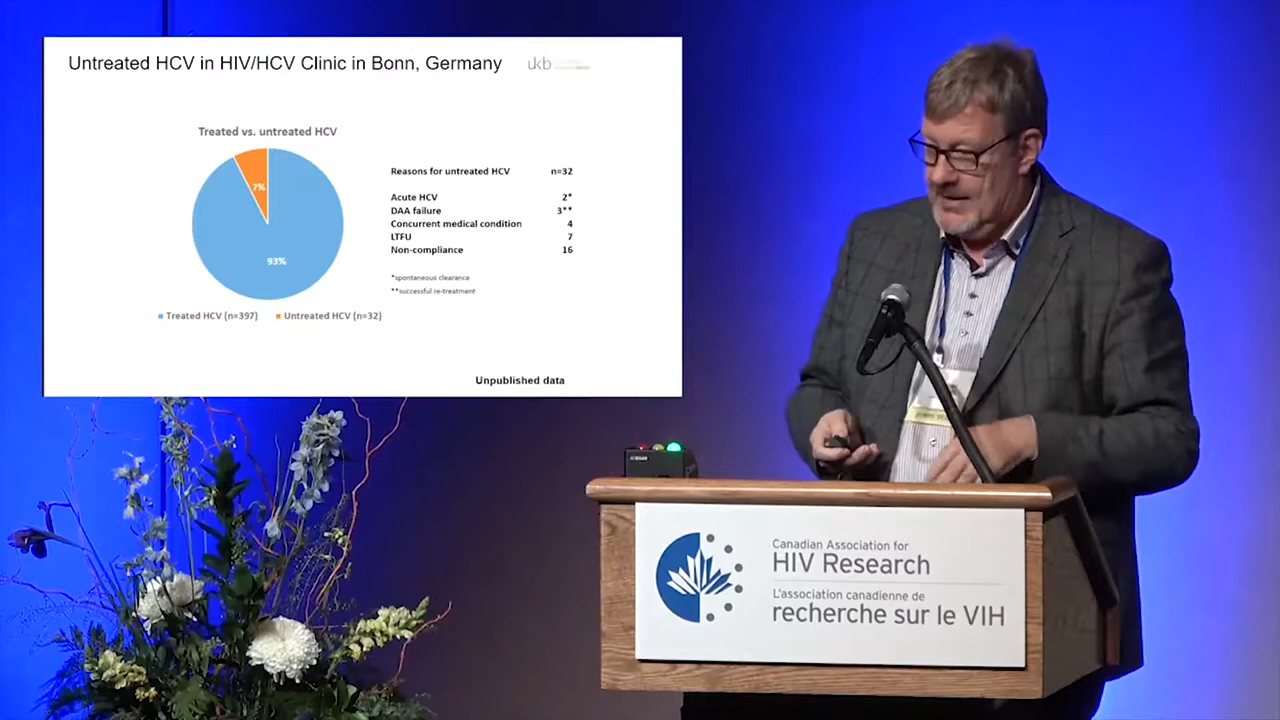 Untreated HCV in HIV/HCV Clinic in Bonn, Germany
ukb
Treated vs. untreated HCV
7%
93%
Treated HCV (n=397) Untreated HCV (n=32)
Reasons for untreated HCV n=32
Acute HCV 2*
DAA failure 3**
Concurrent medical condition 4
LTFU 7
Non-compliance 16
*spontaneous clearance
**successful re-treatment
Unpublished data
Canadian Association for
HIV Research
L'association canadienne de
recherche sur le VIH